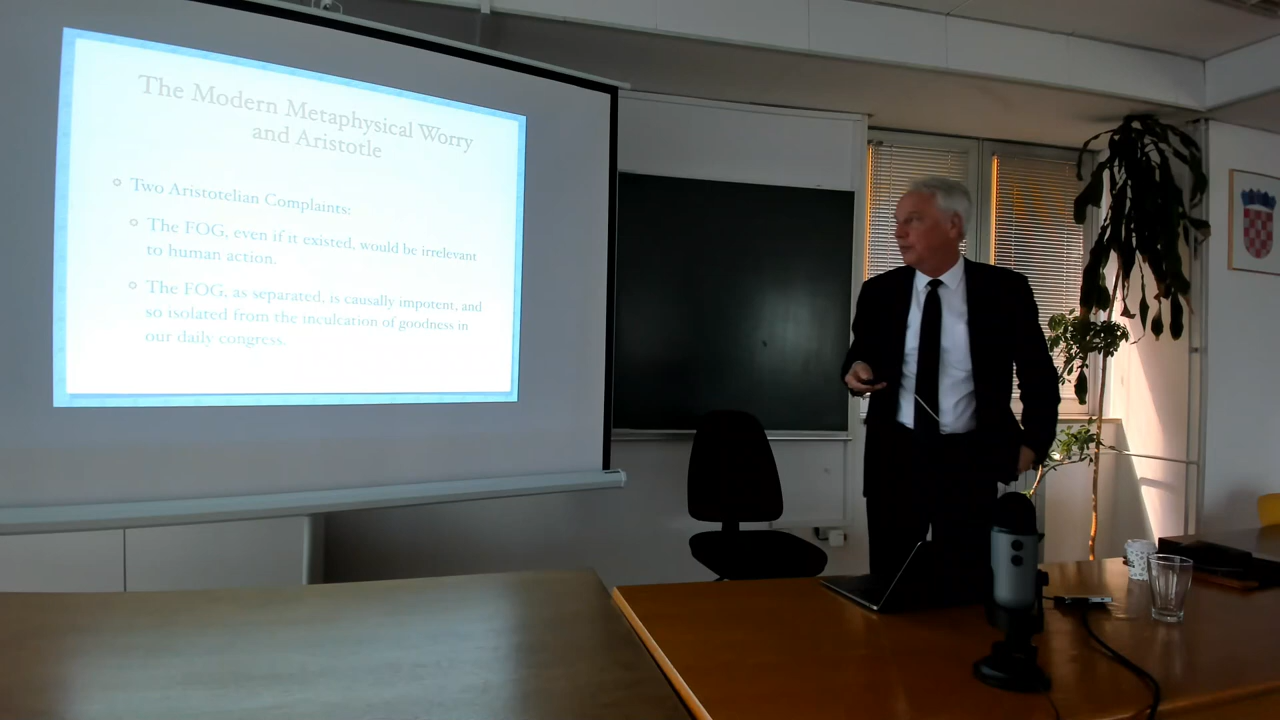 The Modern Metaphysical Worry
and Aristotle
Two Aristotelian Complaints:
The FOG, even if it existed, would be irrelevant
to human action.
The FOG, as separated, is causally impotent, and
so isolated from the inculcation of goodness in
our daily congress.